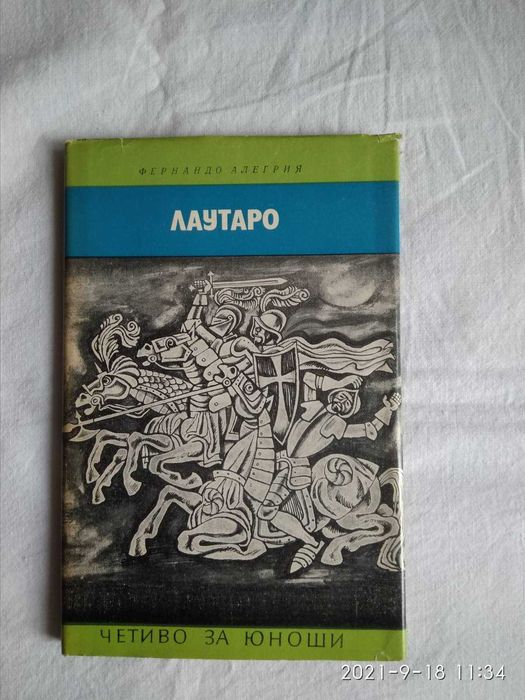 ФЕРНАНДО АЛЕГРИЯ
ЛАУТАРО
ЧЕТИВО ЗА ЮНОШИ
2021-9-18 11:34